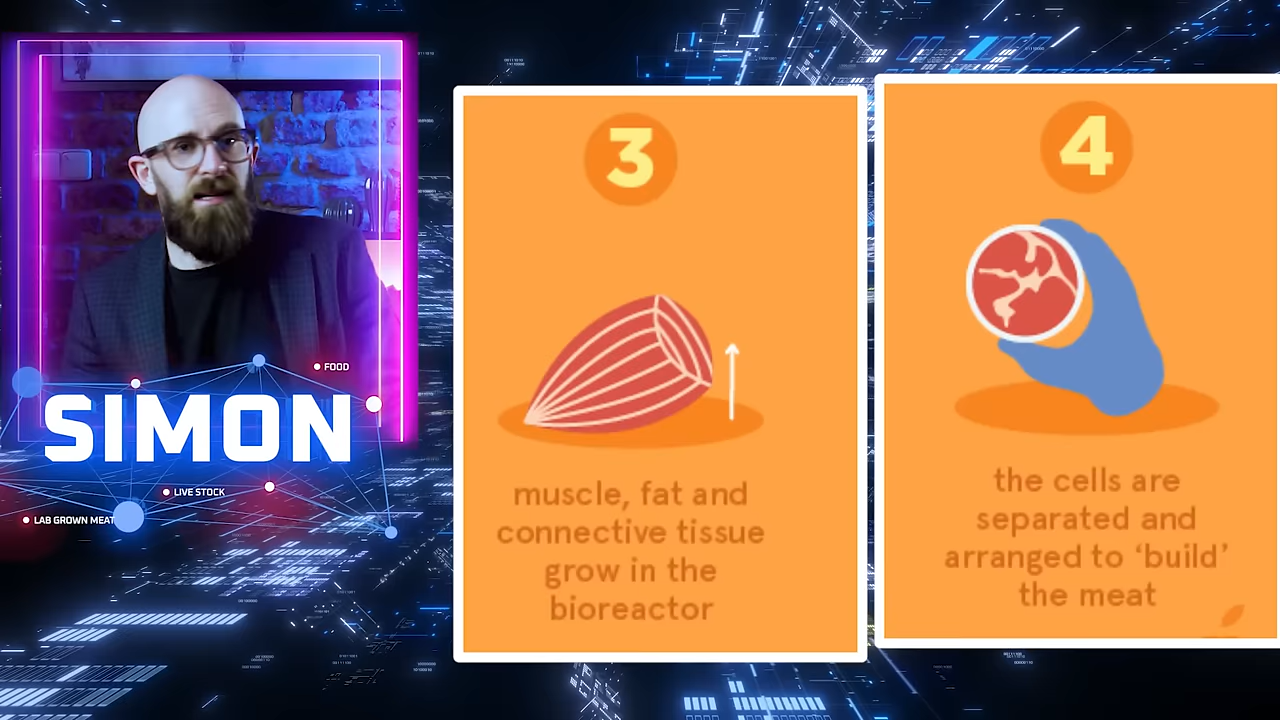 FOOD
SIMON
LIVE STOCK
LAB GROWN MEAT
3
muscle, fat and
connective tissue
grow in the
bioreactor
4
the cells are
separated and
arranged to ‘build’
the meat